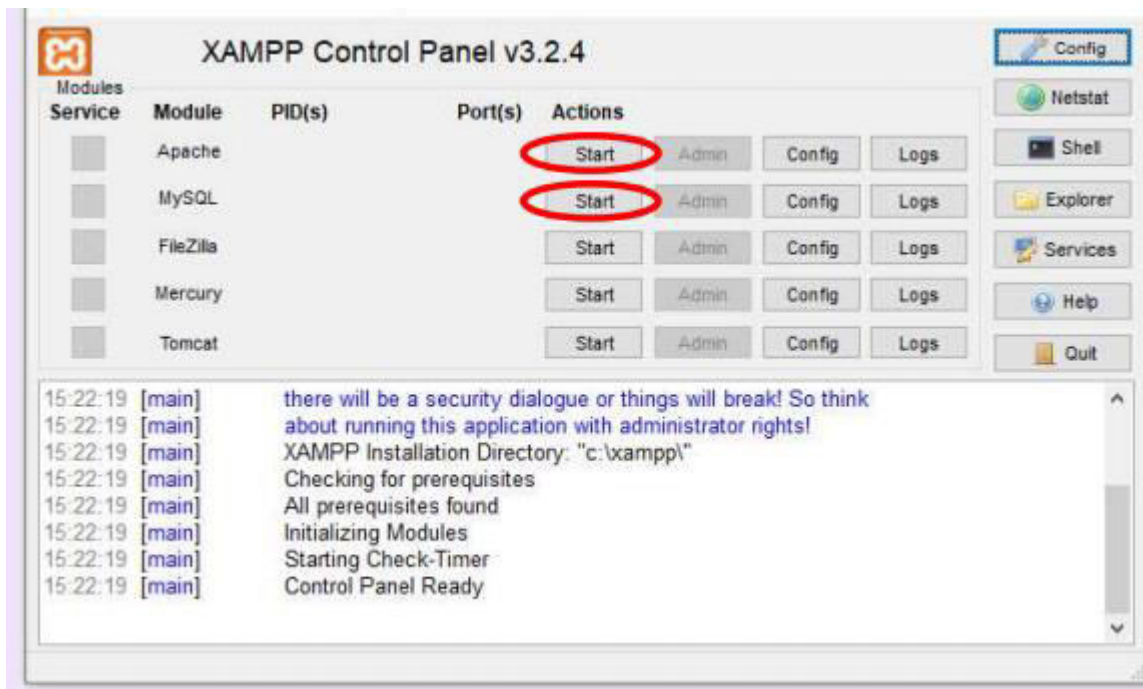 XAMPP Control Panel v3.2.4
Config
Modules
Netstat
Service Module PID(s) Port(s) Actions
Apache Start Admin Config Logs
Shell
MySQL Start Admin Config Logs
Explorer
FileZilla Start Admin Config Logs
Services
Mercury Start Admin Config Logs
Help
Tomcat Start Admin Config Logs
Quit
15:22:19 [main] there will be a security dialogue or things will break! So think
15:22:19 [main] about running this application with administrator rights!
15:22:19 [main] XAMPP Installation Directory: "c:\xampp\"
15:22:19 [main] Checking for prerequisites
15:22:19 [main] All prerequisites found
15:22:19 [main] Initializing Modules
15:22:19 [main] Starting Check-Timer
15:22:19 [main] Control Panel Ready